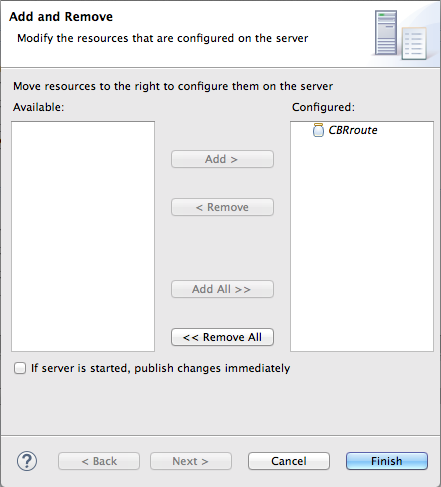 Add and Remove
Modify the resources that are configured on the server
Move resources to the right to configure them on the server
Available:
Configured:
CBRroute
Add >
< Remove
Add All >>
<< Remove All
If server is started, publish changes immediately
?
< Back
Next >
Cancel
Finish